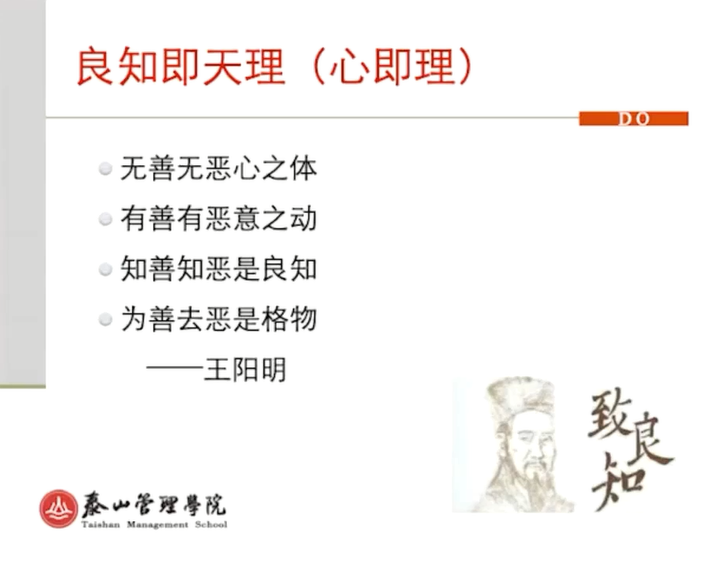 良知即天理（心即理）
DO
无善无恶心之体
有善有恶意之动
知善知恶是良知
为善去恶是格物
——王阳明
致良知
泰山管理學院
Taishan Management School